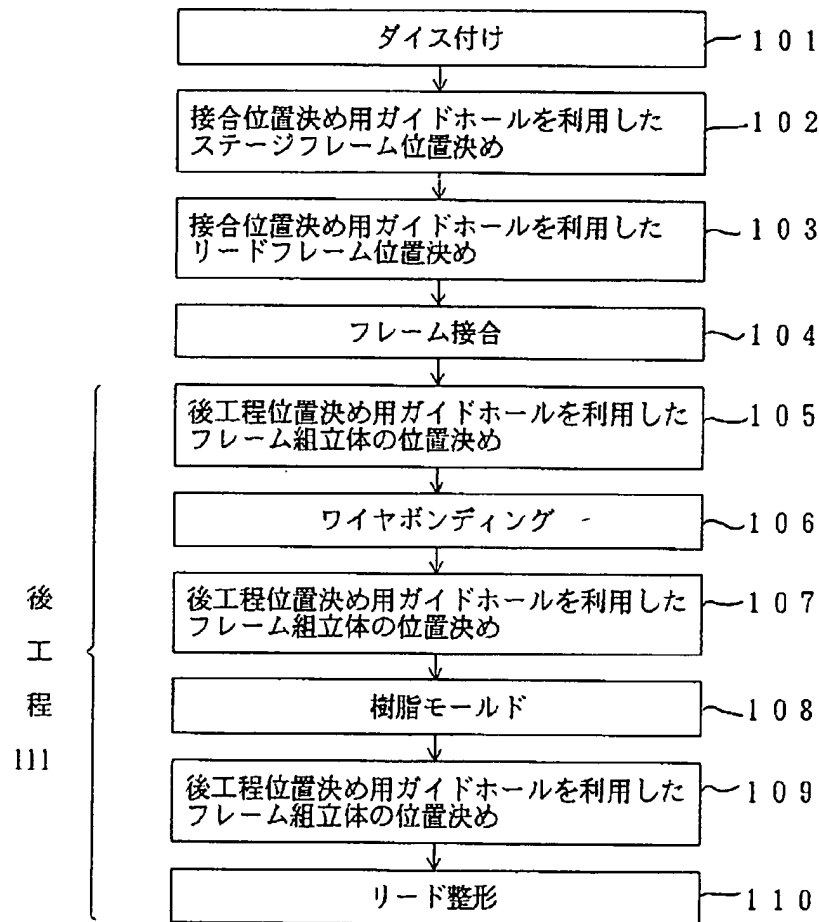 ダイス付け
101
接合位置決め用ガイドホールを利用した
ステージフレーム位置決め
102
接合位置決め用ガイドホールを利用した
リードフレーム位置決め
103
フレーム接合
104
後工程位置決め用ガイドホールを利用した
フレーム組立体の位置決め
105
ワイヤボンディング
106
後工程位置決め用ガイドホールを利用した
フレーム組立体の位置決め
107
樹脂モールド
108
後工程位置決め用ガイドホールを利用した
フレーム組立体の位置決め
109
リード整形
110
後
工
程
111